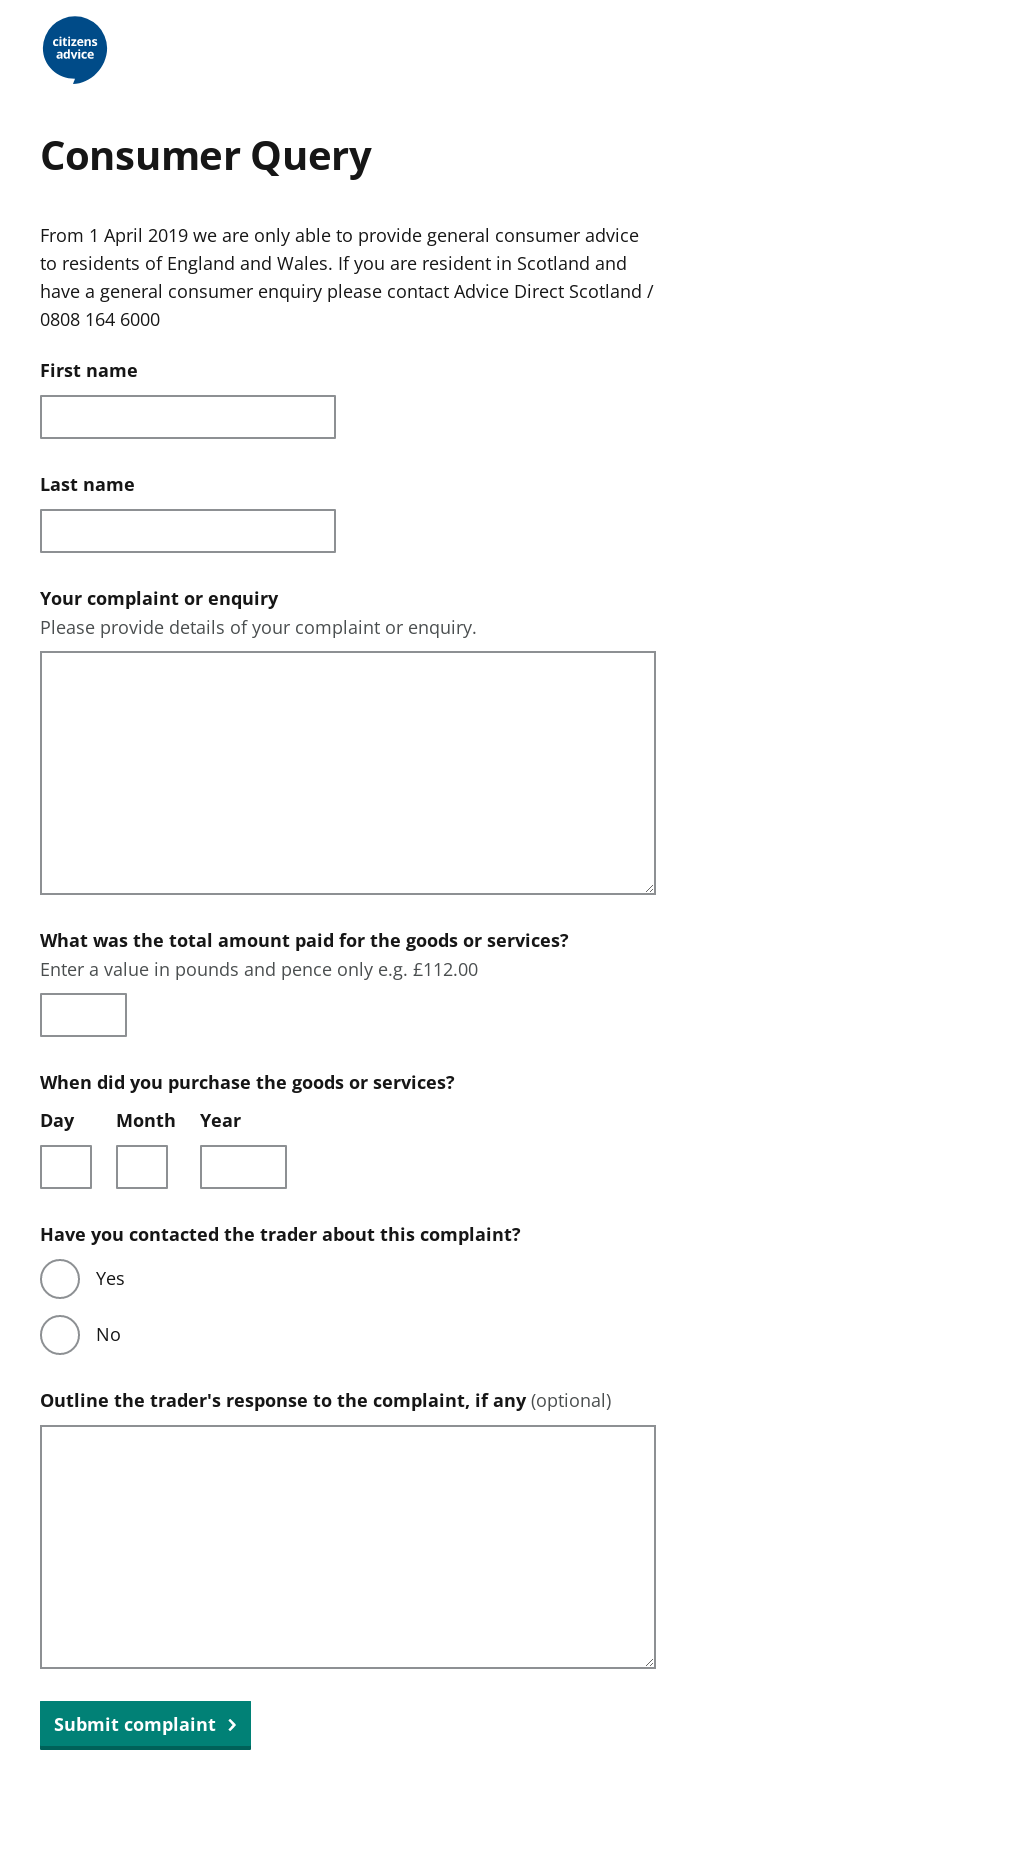 citizens
advice
Consumer Query
From 1 April 2019 we are only able to provide general consumer advice
to residents of England and Wales. If you are resident in Scotland and
have a general consumer enquiry please contact Advice Direct Scotland /
0808 164 6000
First name
Last name
Your complaint or enquiry
Please provide details of your complaint or enquiry.
What was the total amount paid for the goods or services?
Enter a value in pounds and pence only e.g. £112.00
When did you purchase the goods or services?
Day Month Year
Have you contacted the trader about this complaint?
Yes
No
Outline the trader's response to the complaint, if any (optional)
Submit complaint